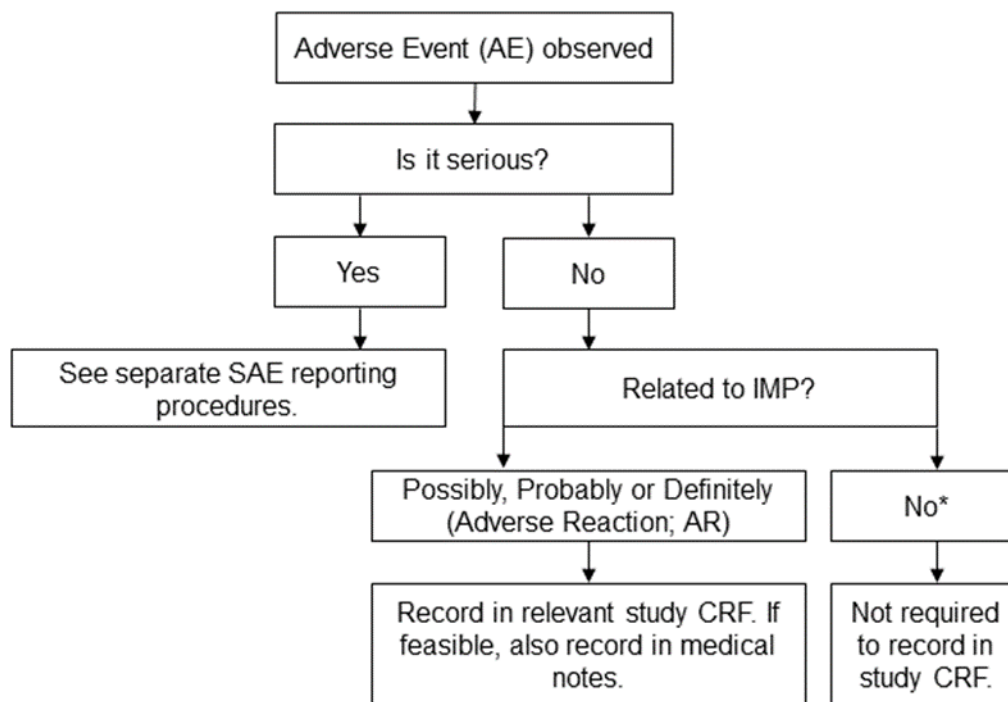 Adverse Event (AE) observed
Is it serious?
Yes
No
See separate SAE reporting
procedures.
Related to IMP?
Possibly, Probably or Definitely
(Adverse Reaction; AR)
No*
Record in relevant study CRF. If
feasible, also record in medical
notes.
Not required
to record in
study CRF.